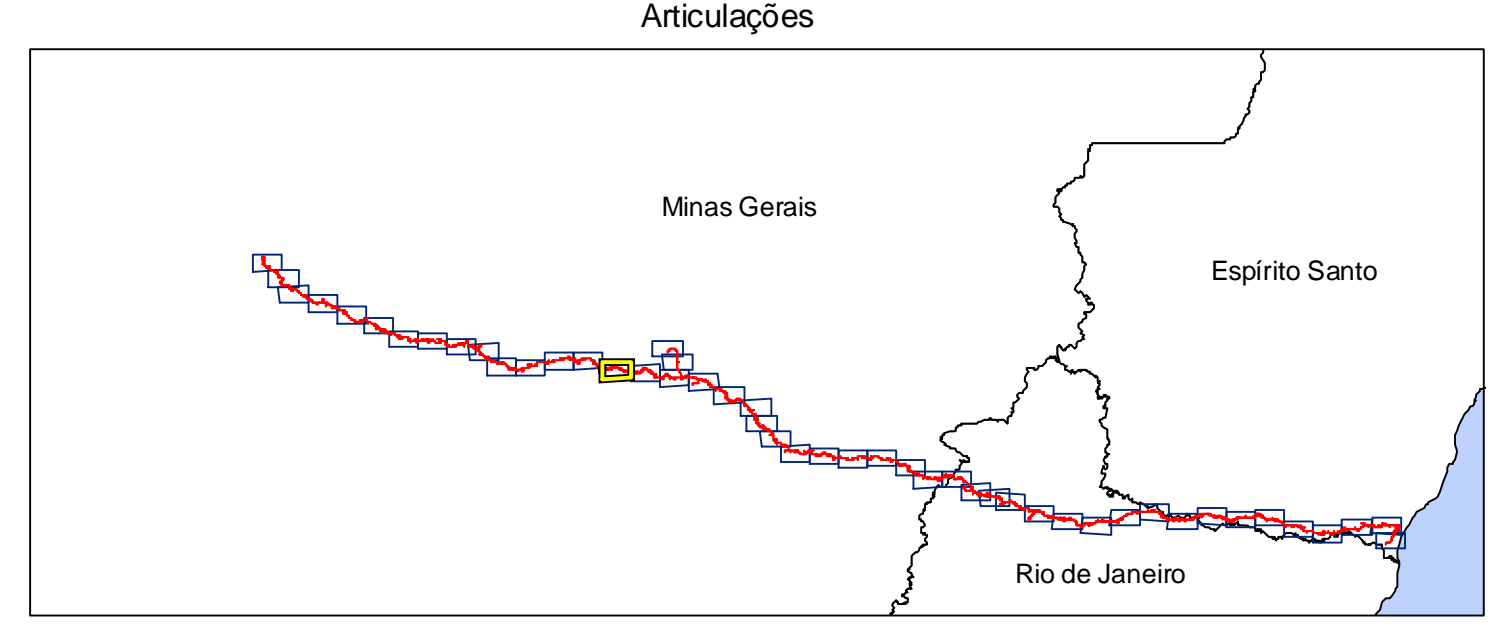 Articulações
Minas Gerais
Espírito Santo
Rio de Janeiro